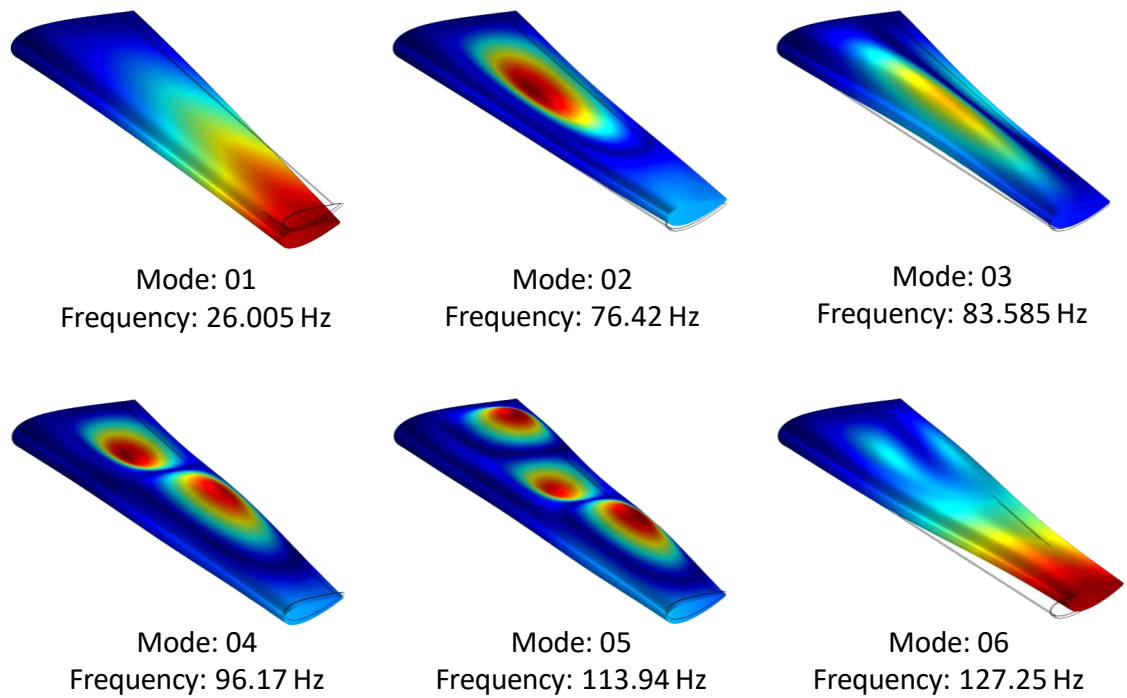 Mode: 01
Frequency: 26.005 Hz
Mode: 02
Frequency: 76.42 Hz
Mode: 03
Frequency: 83.585 Hz
Mode: 04
Frequency: 96.17 Hz
Mode: 05
Frequency: 113.94 Hz
Mode: 06
Frequency: 127.25 Hz